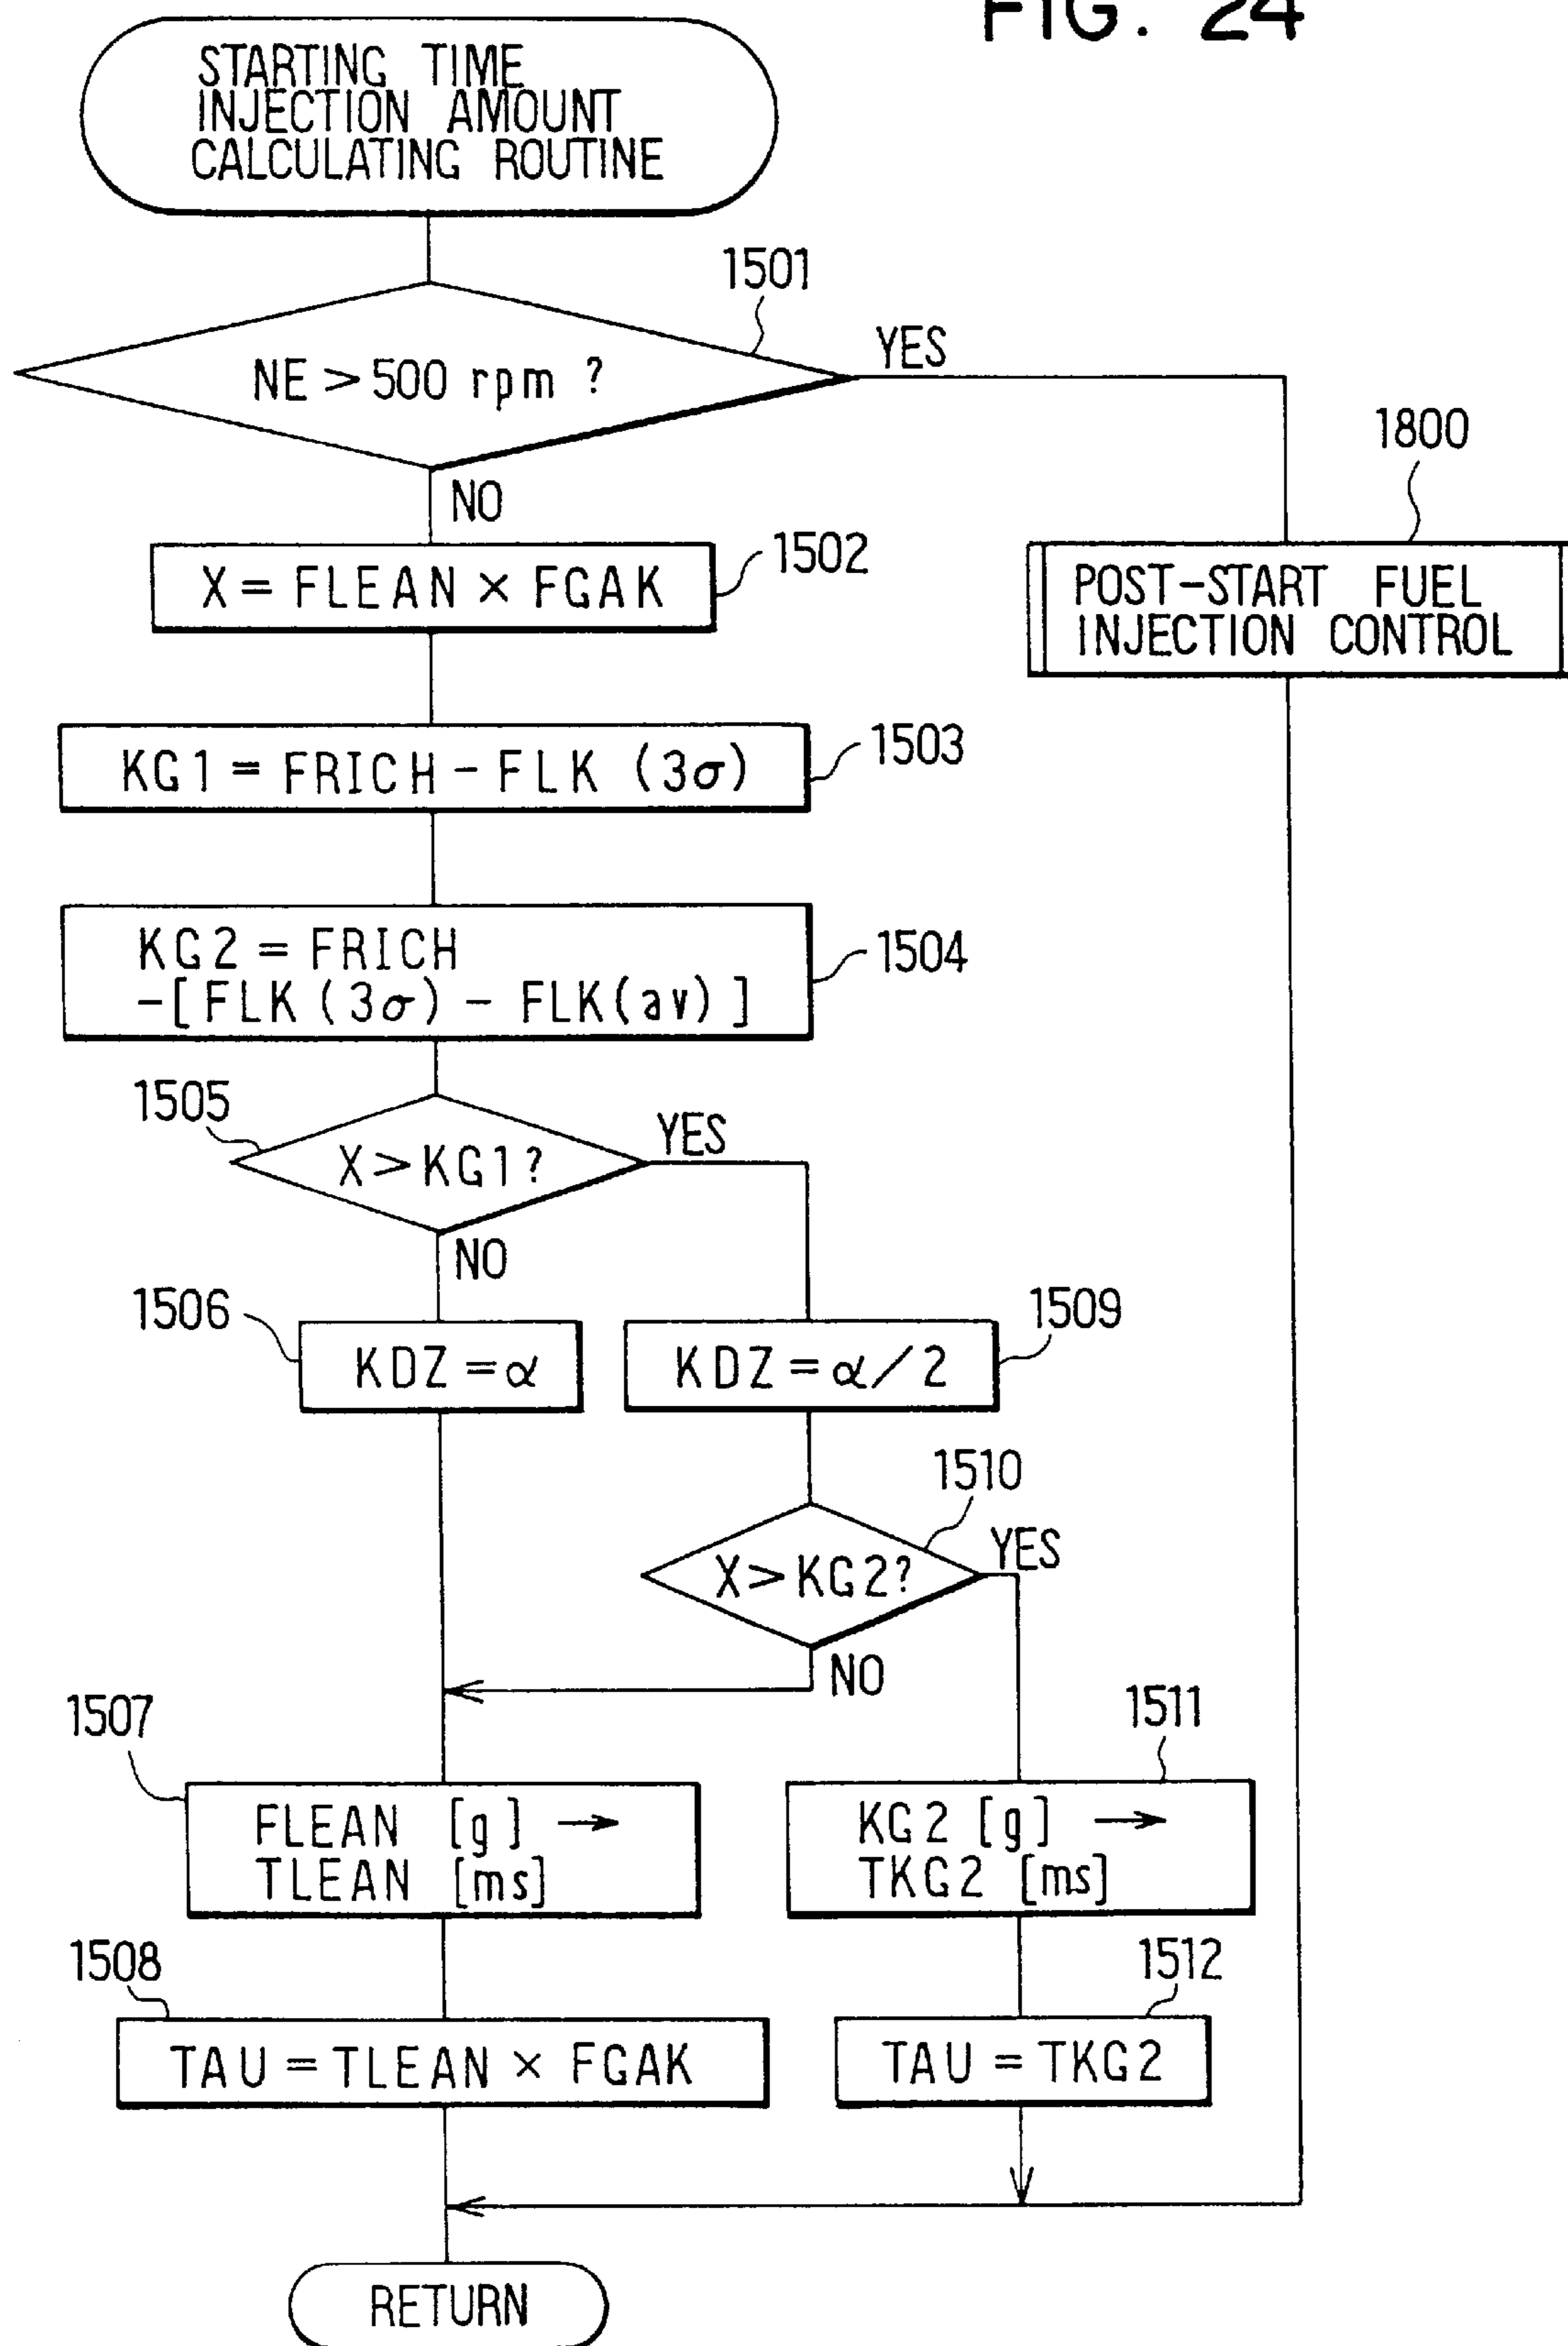 FIG. 24
STARTING TIME
INJECTION AMOUNT
CALCULATING ROUTINE
1501
NE > 500 rpm ?
YES
NO
1800
POST-START FUEL
INJECTION CONTROL
1502
X = FLEAN × FGAK
1503
KG1 = FRICH - FLK (3σ)
1504
KG2 = FRICH
-[FLK (3σ) - FLK(av)]
1505
X > KG1?
YES
NO
1506
KDZ = α
1509
KDZ = α/2
1510
X > KG2?
YES
NO
1507
FLEAN [g] →
TLEAN [ms]
1511
KG2 [g] →
TKG2 [ms]
1508
TAU = TLEAN × FGAK
1512
TAU = TKG2
RETURN